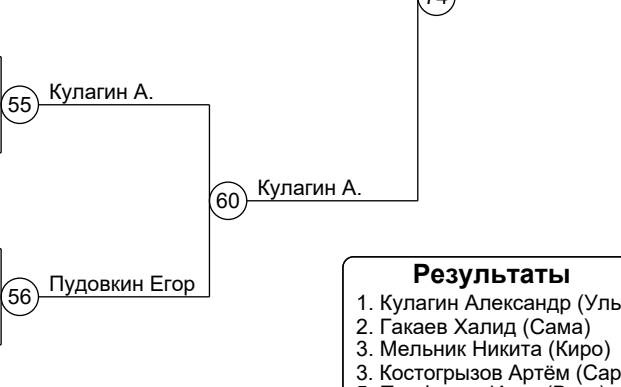 55 Кулагин А.
60 Кулагин А.
56 Пудовкин Егор
Результаты
1. Кулагин Александр (Уль
2. Гакаев Халид (Сама)
3. Мельник Никита (Киро)
3. Костогрызов Артём (Сар